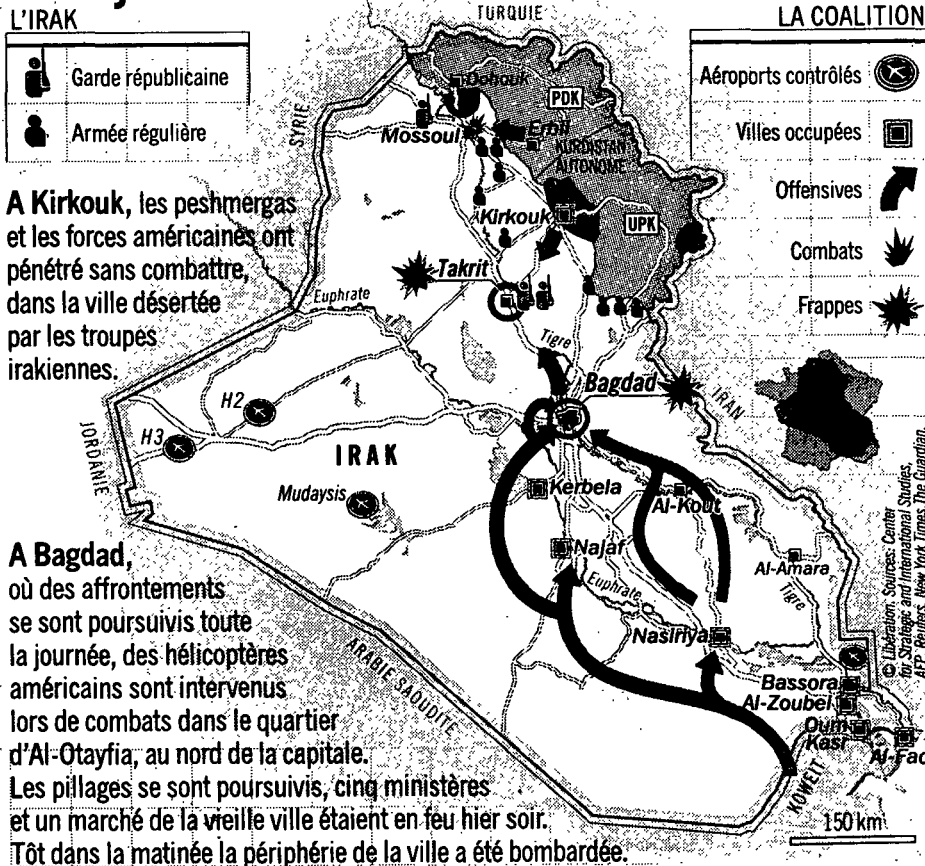 L'IRAK
Garde républicaine
Armée régulière
LA COALITION
Aéroports contrôlés
Villes occupées
Offensives
Combats
Frappes
A Kirkouk, les peshmergas
et les forces américaines ont
pénétré sans combattre,
dans la ville désertée
par les troupes
irakiennes.
TURQUIE
SYRIE
Dohouk
PDK
Mossoul
Erbil
KURDISTAN
AUTONOME
Kirkouk
UPK
Takrit
Euphrate
Tigre
Bagdad
IRAN
H2
H3
JORDANIE
IRAK
Mudaysis
Kerbela
Al-Kout
Najaf
Euphrate
Al-Amara
Tigre
Nasiriya
Bassora
Al-Zoubeï
Oum
Kasr
Al-Fao
KOWEIT
ARABIE SAOUDITE
150 km
A Bagdad,
où des affrontements
se sont poursuivis toute
la journée, des hélicoptères
américains sont intervenus
lors de combats dans le quartier
d'Al-Otayfia, au nord de la capitale.
Les pillages se sont poursuivis, cinq ministères
et un marché de la vieille ville étaient en feu hier soir.
Tôt dans la matinée la périphérie de la ville a été bombardée.
© Libération. Sources: Center
for Strategic and International Studies,
AFP, Reuters, New York Times, The Guardian.